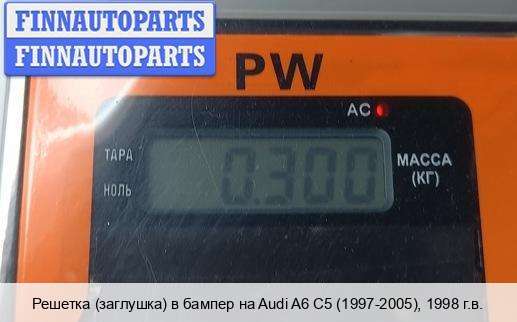 FINNAUTOPARTS
FINNAUTOPARTS
PW
AC
ТАРА
НОЛЬ
0.300
МАССА
(КГ)
Решетка (заглушка) в бампер на Audi A6 C5 (1997-2005), 1998 г.в.